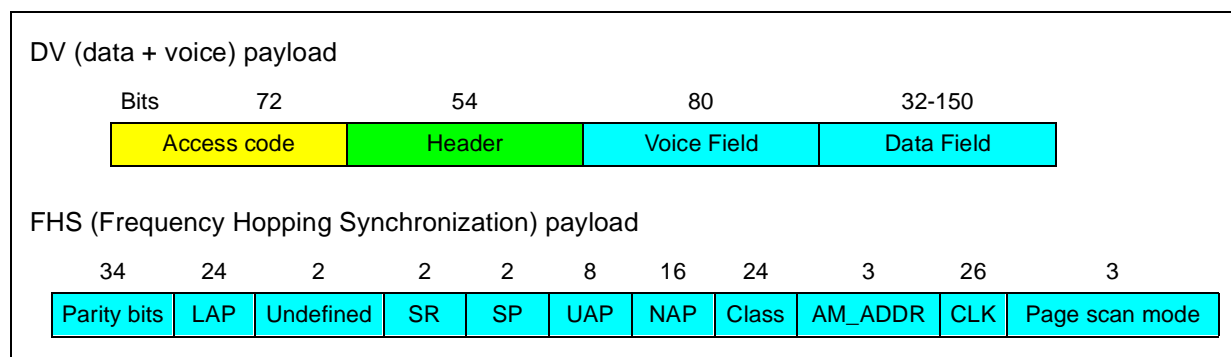 DV (data + voice) payload
Bits 72 54 80 32-150
Access code Header Voice Field Data Field
FHS (Frequency Hopping Synchronization) payload
34 24 2 2 2 8 16 24 3 26 3
Parity bits LAP Undefined SR SP UAP NAP Class AM_ADDR CLK Page scan mode